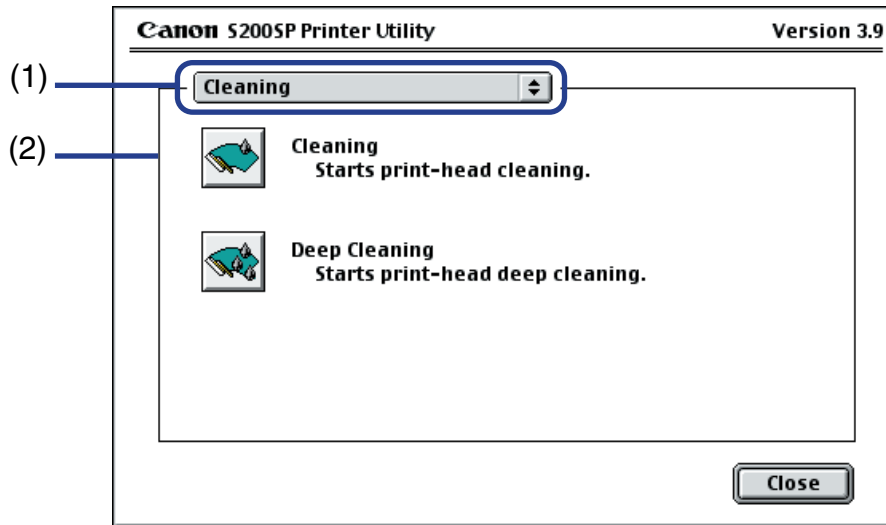 Canon S200SP Printer Utility Version 3.9
(1) Cleaning
(2)
Cleaning
Starts print-head cleaning.
Deep Cleaning
Starts print-head deep cleaning.
Close